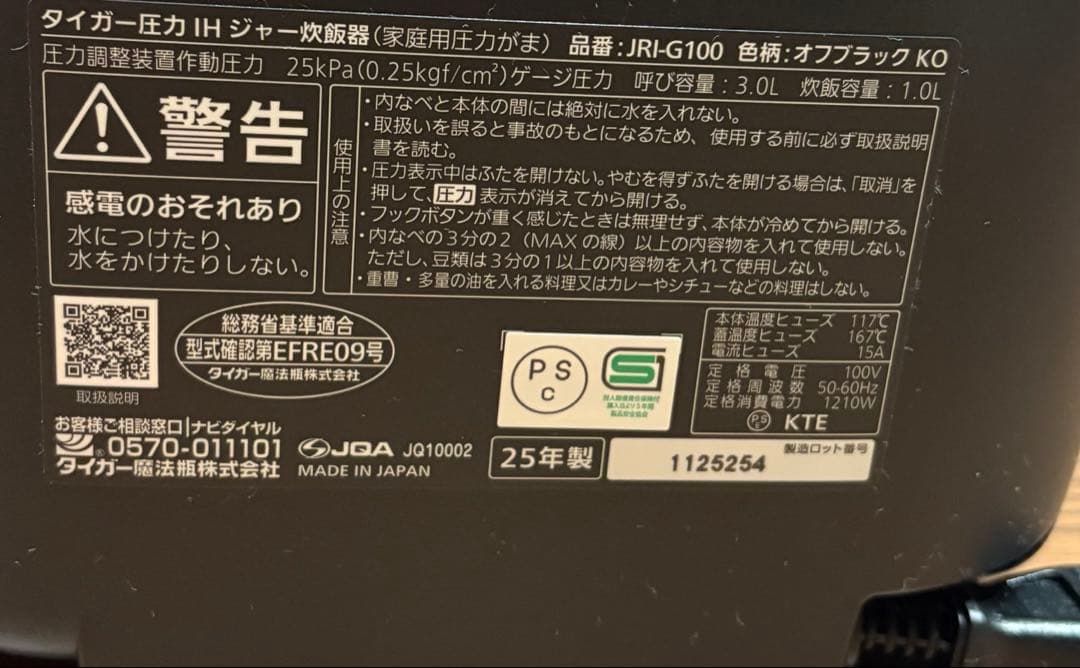 タイガー圧力IHジャー炊飯器(家庭用圧力がま) 品番:JRI-G100 色柄:オフブラック KO
圧力調整装置作動圧力 25kPa(0.25kgf/cm²)ゲージ圧力 呼び容量:3.0L 炊飯容量:1.0L
警告
感電のおそれあり
水につけたり、
水をかけたりしない。
使用上の注意
・内なべと本体の間には絶対に水を入れない。
・取扱いを誤ると事故のもとになるため、使用する前に必ず取扱説明
書を読む。
・圧力表示中はふたを開けない。やむを得ずふたを開ける場合は、「取消」を
押して、圧力 表示が消えてから開ける。
・フックボタンが重く感じたときは無理せず、本体が冷めてから開ける。
・内なべの3分の2(MAXの線)以上の内容物を入れて使用しない。
ただし、豆類は3分の1以上の内容物を入れて使用しない。
・重曹・多量の油を入れる料理又はカレーやシチューなどの料理はしない。
取扱説明
総務省基準適合
型式確認第EFRE09号
タイガー魔法瓶株式会社
PS
C
S
本体温度ヒューズ 117℃
蓋温度ヒューズ 167℃
電流ヒューズ 15A
定格電圧 100V
定格周波数 50-60Hz
定格消費電力 1210W
PS
E KTE
お客様ご相談窓口|ナビダイヤル
0570-011101
タイガー魔法瓶株式会社
JQA JQ10002
MADE IN JAPAN
25年製
製造ロット番号
1125254